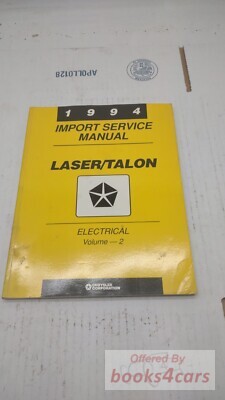 APOLLO128
1994
IMPORT SERVICE
MANUAL
LASER/TALON
ELECTRICAL
Volume — 2
CHRYSLER
CORPORATION
Offered By
books4cars